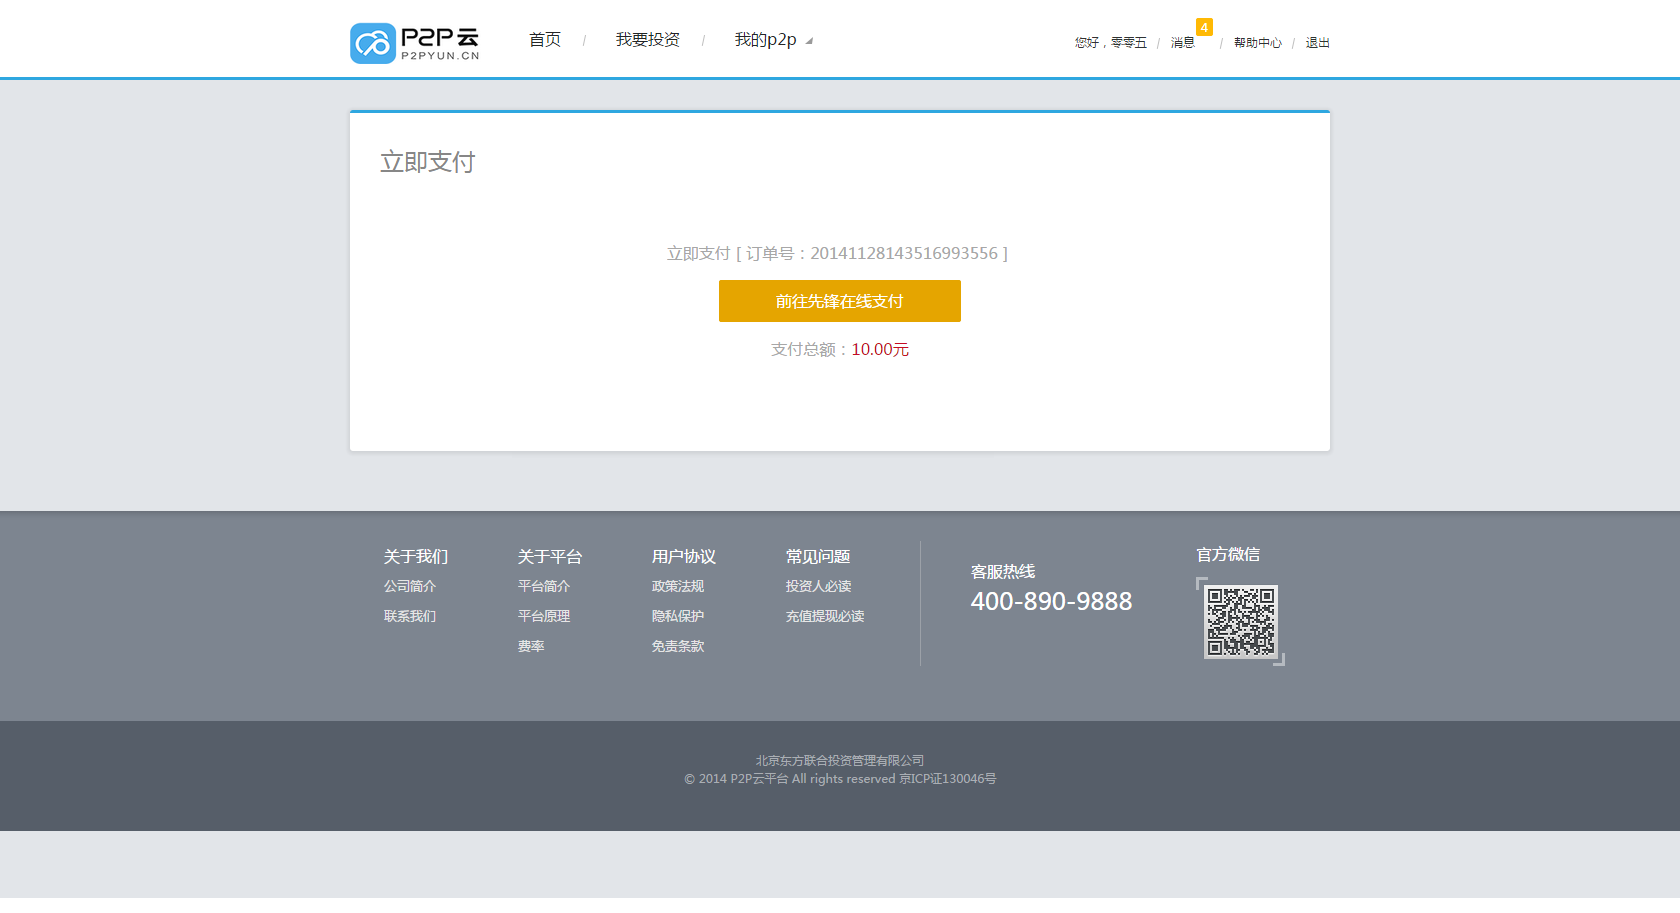 P2P云
P2PYUN.CN
首页 / 我要投资 / 我的p2p
您好，零零五 / 消息 4 / 帮助中心 / 退出
立即支付
立即支付 [ 订单号：20141128143516993556 ]
前往先锋在线支付
支付总额：10.00元
关于我们
公司简介
联系我们
关于平台
平台简介
平台原理
费率
用户协议
政策法规
隐私保护
免责条款
常见问题
投资人必读
充值提现必读
客服热线
400-890-9888
官方微信
北京东方联合投资管理有限公司
© 2014 P2P云平台 All rights reserved 京ICP证130046号